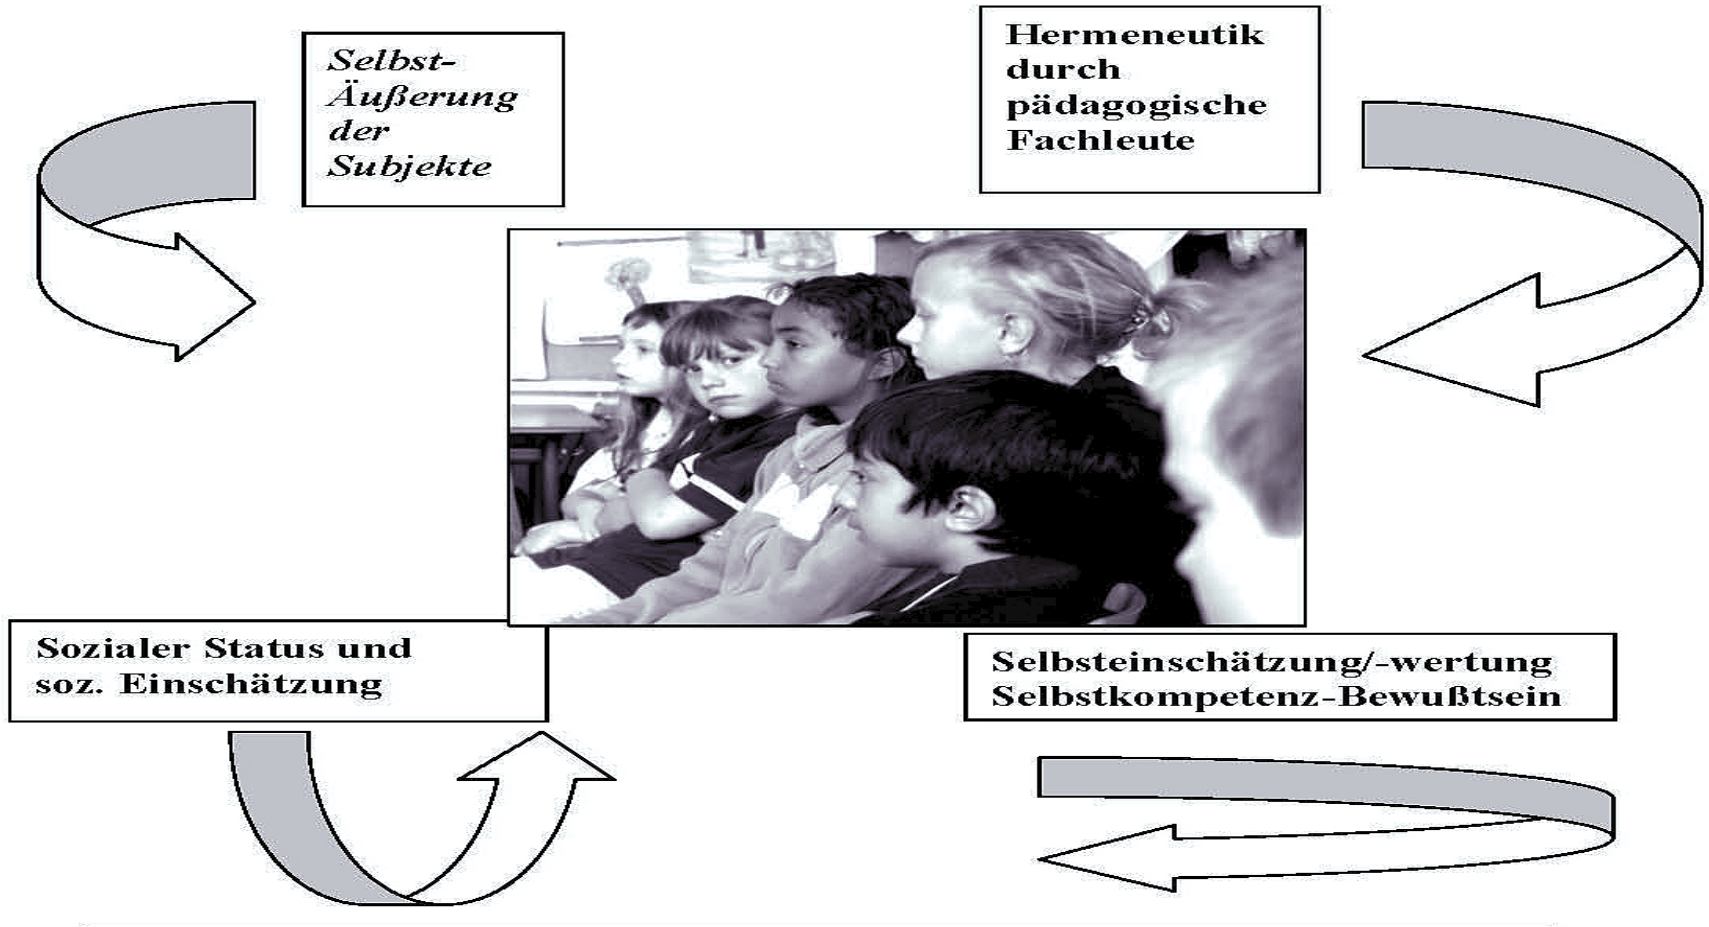 Selbst-
Äußerung
der
Subjekte
Hermeneutik
durch
pädagogische
Fachleute
Sozialer Status und
soz. Einschätzung
Selbsteinschätzung/-wertung
Selbstkompetenz-Bewußtsein